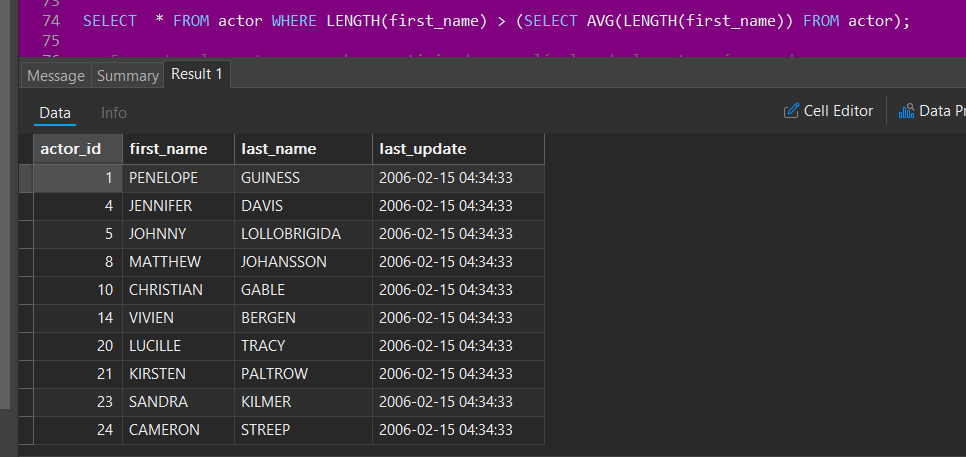 74 SELECT * FROM actor WHERE LENGTH(first_name) > (SELECT AVG(LENGTH(first_name)) FROM actor);
75
Message Summary Result 1
Data Info Cell Editor Data Pr
actor_id first_name last_name last_update
1 PENELOPE GUINESS 2006-02-15 04:34:33
4 JENNIFER DAVIS 2006-02-15 04:34:33
5 JOHNNY LOLLOBRIGIDA 2006-02-15 04:34:33
8 MATTHEW JOHANSSON 2006-02-15 04:34:33
10 CHRISTIAN GABLE 2006-02-15 04:34:33
14 VIVIEN BERGEN 2006-02-15 04:34:33
20 LUCILLE TRACY 2006-02-15 04:34:33
21 KIRSTEN PALTROW 2006-02-15 04:34:33
23 SANDRA KILMER 2006-02-15 04:34:33
24 CAMERON STREEP 2006-02-15 04:34:33